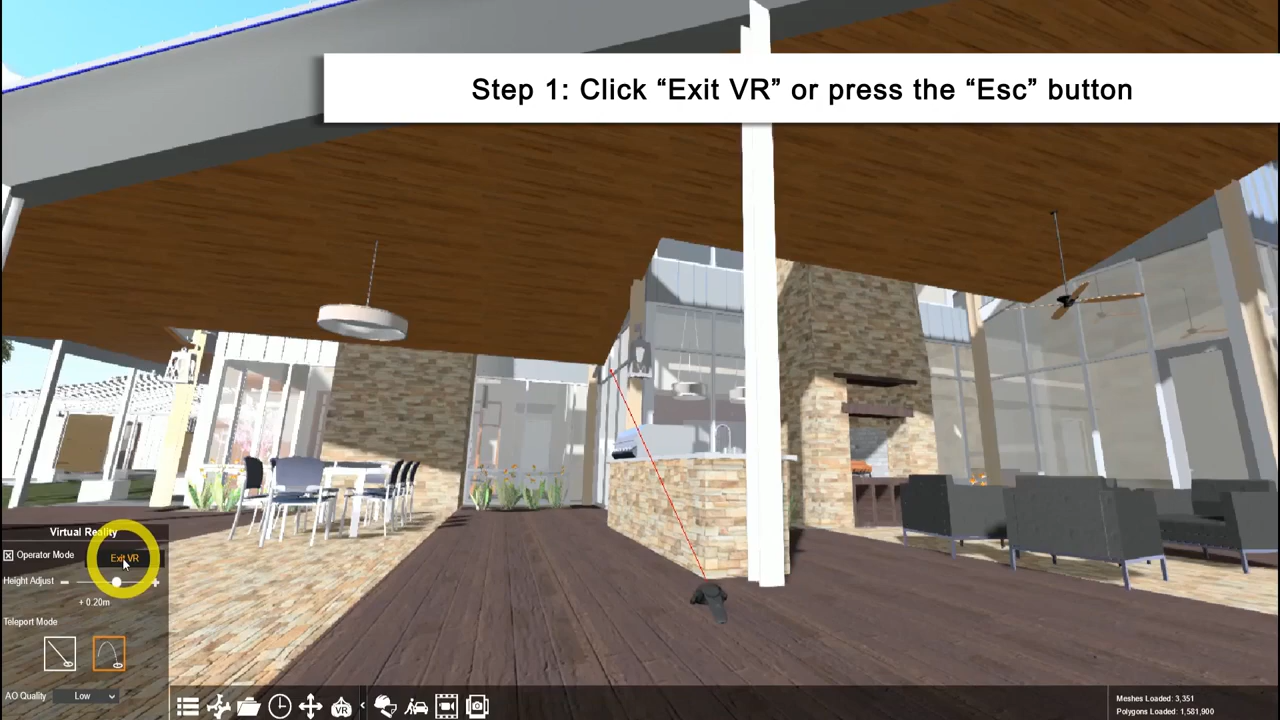 Step 1: Click “Exit VR” or press the “Esc” button
Virtual Reality
Operator Mode
Exit VR
Height Adjust
+ 0.20m
Teleport Mode
AO Quality
Low
VR
Meshes Loaded: 3,351
Polygons Loaded: 1,581,900